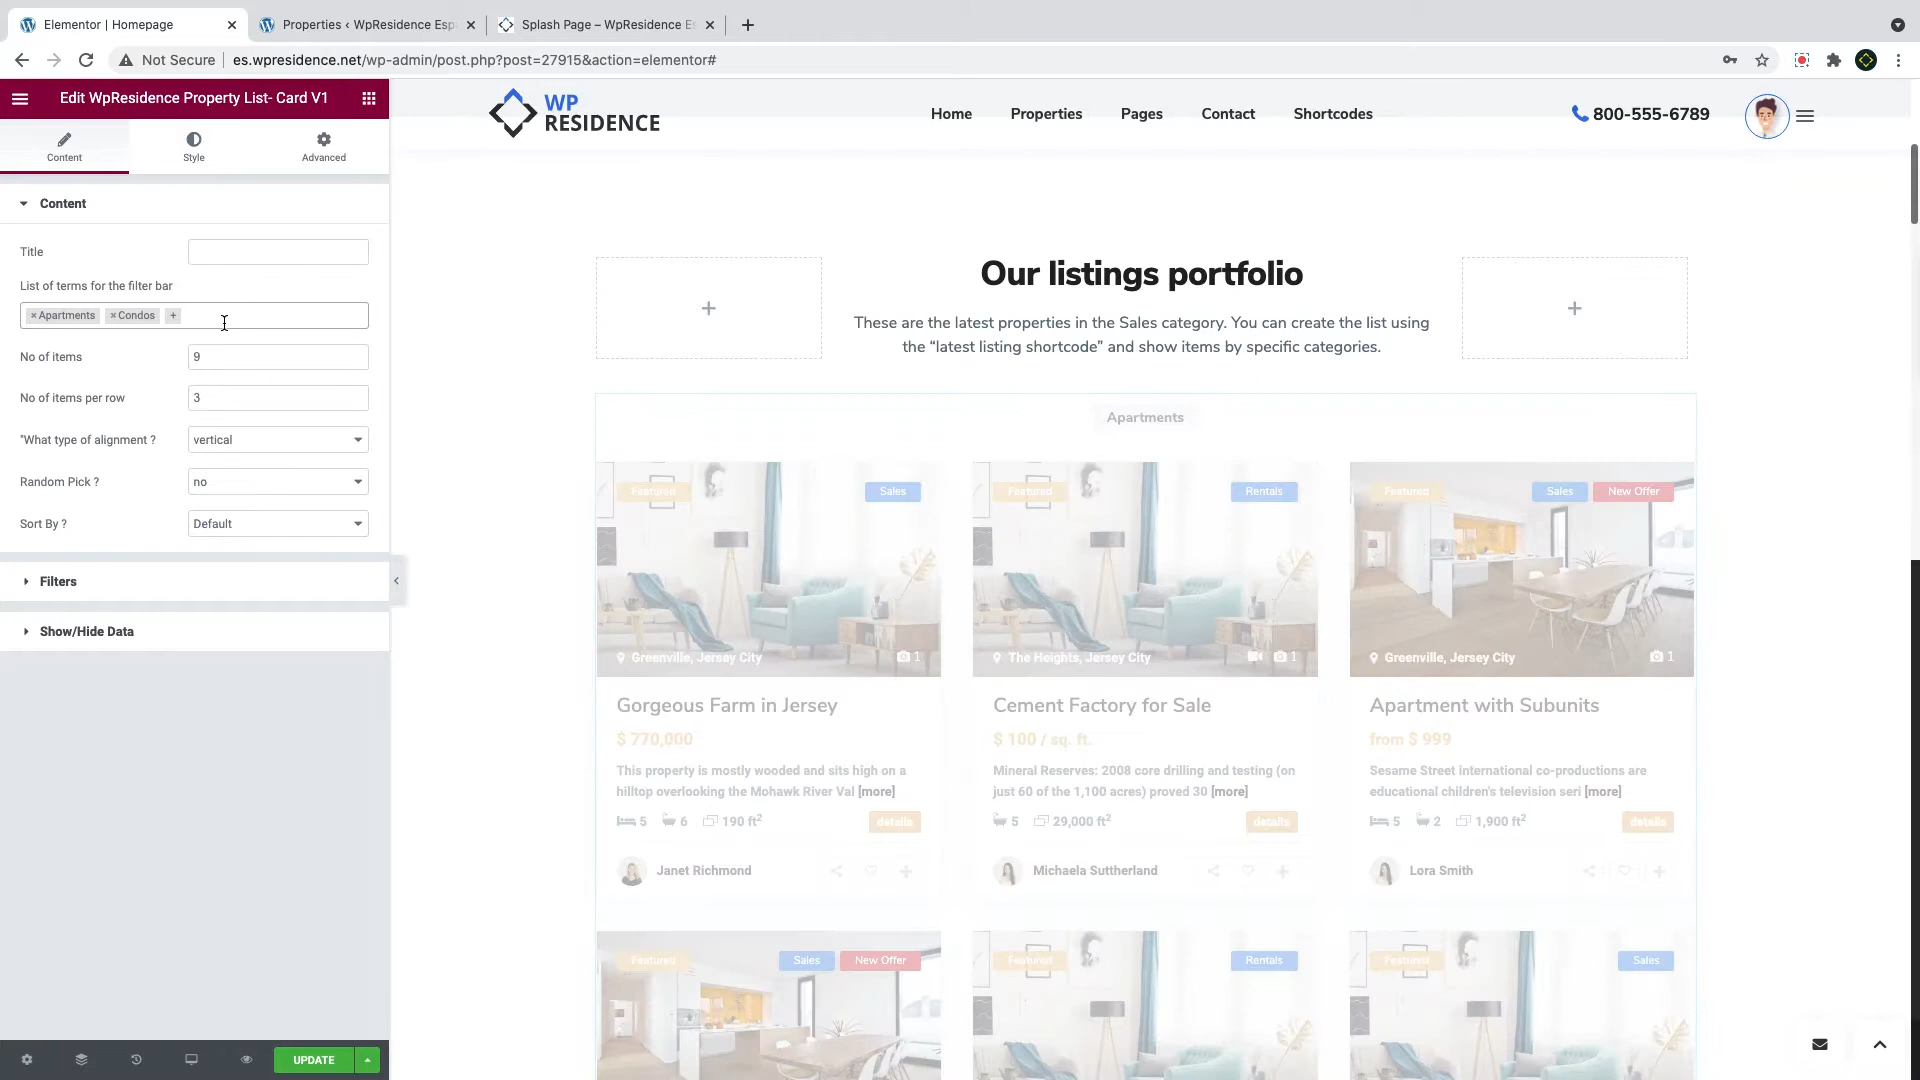 Elementor | Homepage
Properties ‹ WpResidence Esp
Splash Page – WpResidence E
Not Secure
es.wpresidence.net/wp-admin/post.php?post=27915&action=elementor#
Edit WpResidence Property List- Card V1
Content
Style
Advanced
Content
Title
List of terms for the filter bar
× Apartments × Condos +
No of items
9
No of items per row
3
"What type of alignment ?
vertical
Random Pick ?
no
Sort By ?
Default
Filters
Show/Hide Data
UPDATE
WP
RESIDENCE
Home
Properties
Pages
Contact
Shortcodes
800-555-6789
Our listings portfolio
These are the latest properties in the Sales category. You can create the list using
the “latest listing shortcode” and show items by specific categories.
Apartments
Featured
Sales
Greenville, Jersey City
1
Gorgeous Farm in Jersey
$ 770,000
This property is mostly wooded and sits high on a
hilltop overlooking the Mohawk River Val [more]
5 6 190 ft²
details
Janet Richmond
Featured
Rentals
The Heights, Jersey City
1
Cement Factory for Sale
$ 100 / sq. ft.
Mineral Reserves: 2008 core drilling and testing (on
just 60 of the 1,100 acres) proved 30 [more]
5 29,000 ft²
details
Michaela Suttherland
Featured
Sales
New Offer
Greenville, Jersey City
1
Apartment with Subunits
from $ 999
Sesame Street international co-productions are
educational children's television seri [more]
5 2 1,900 ft²
details
Lora Smith
Featured
Sales
New Offer
Featured
Rentals
Featured
Sales